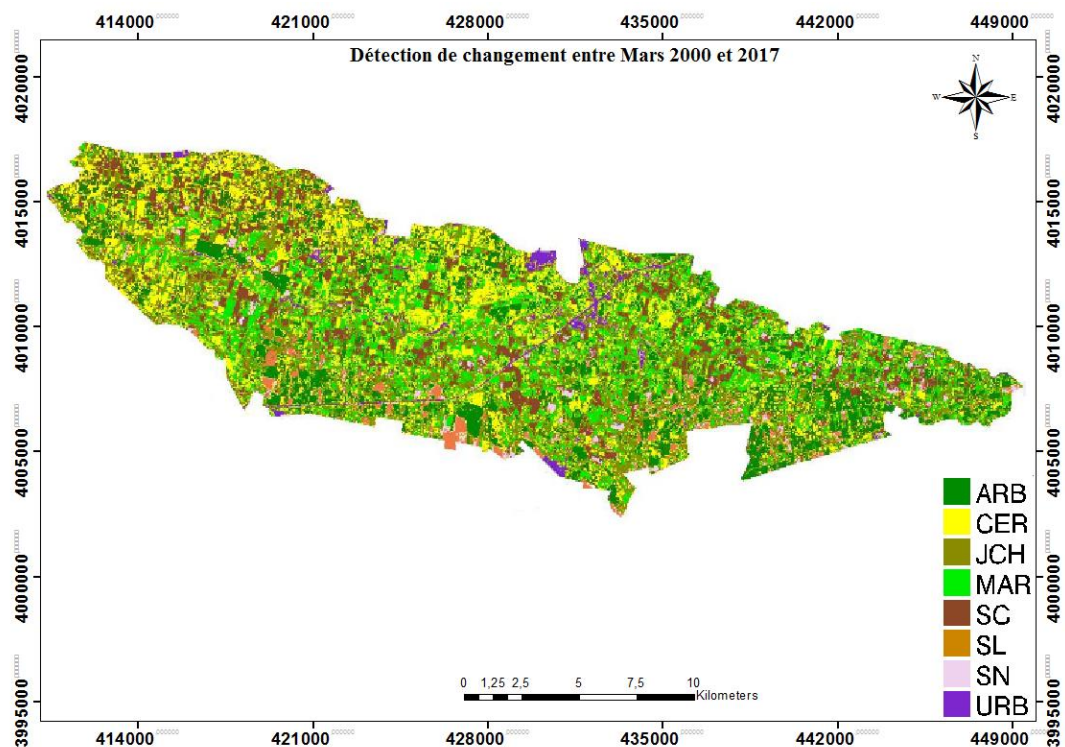 414000 421000 428000 435000 442000 449000
Détection de changement entre Mars 2000 et 2017
N
W E
S
4020000 4020000
4015000 4015000
4010000 4010000
4005000 4005000
4000000 4000000
3995000 3995000
ARB
CER
JCH
MAR
SC
SL
SN
URB
0 1,25 2,5 5 7,5 10
Kilometers
414000 421000 428000 435000 442000 449000